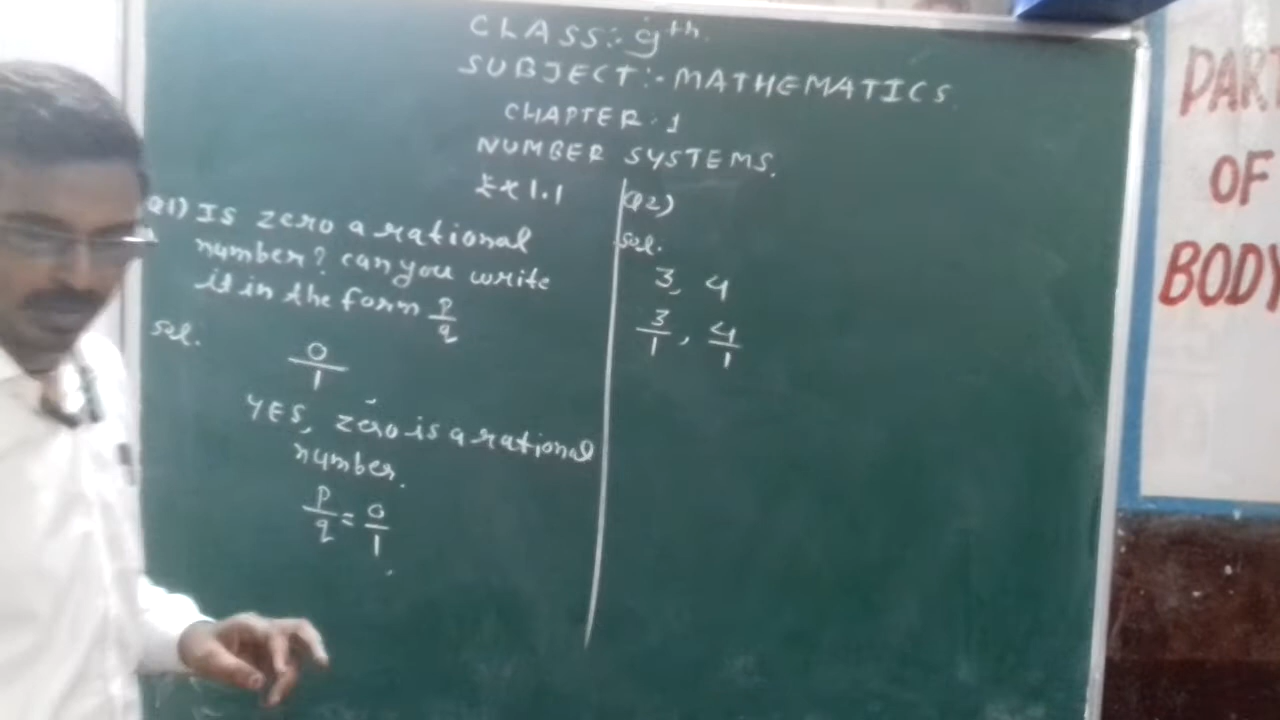 CLASS:- 9th.
SUBJECT:- MATHEMATICS
CHAPTER. 1
NUMBER SYSTEMS.
Ex 1.1
Q1) Is zero a rational
number? can you write
it in the form p/q
sol.
0/1
YES, zero is a rational
number.
p/q = 0/1
Q2)
sol.
3, 4
3/1, 4/1
PART
OF
BODY